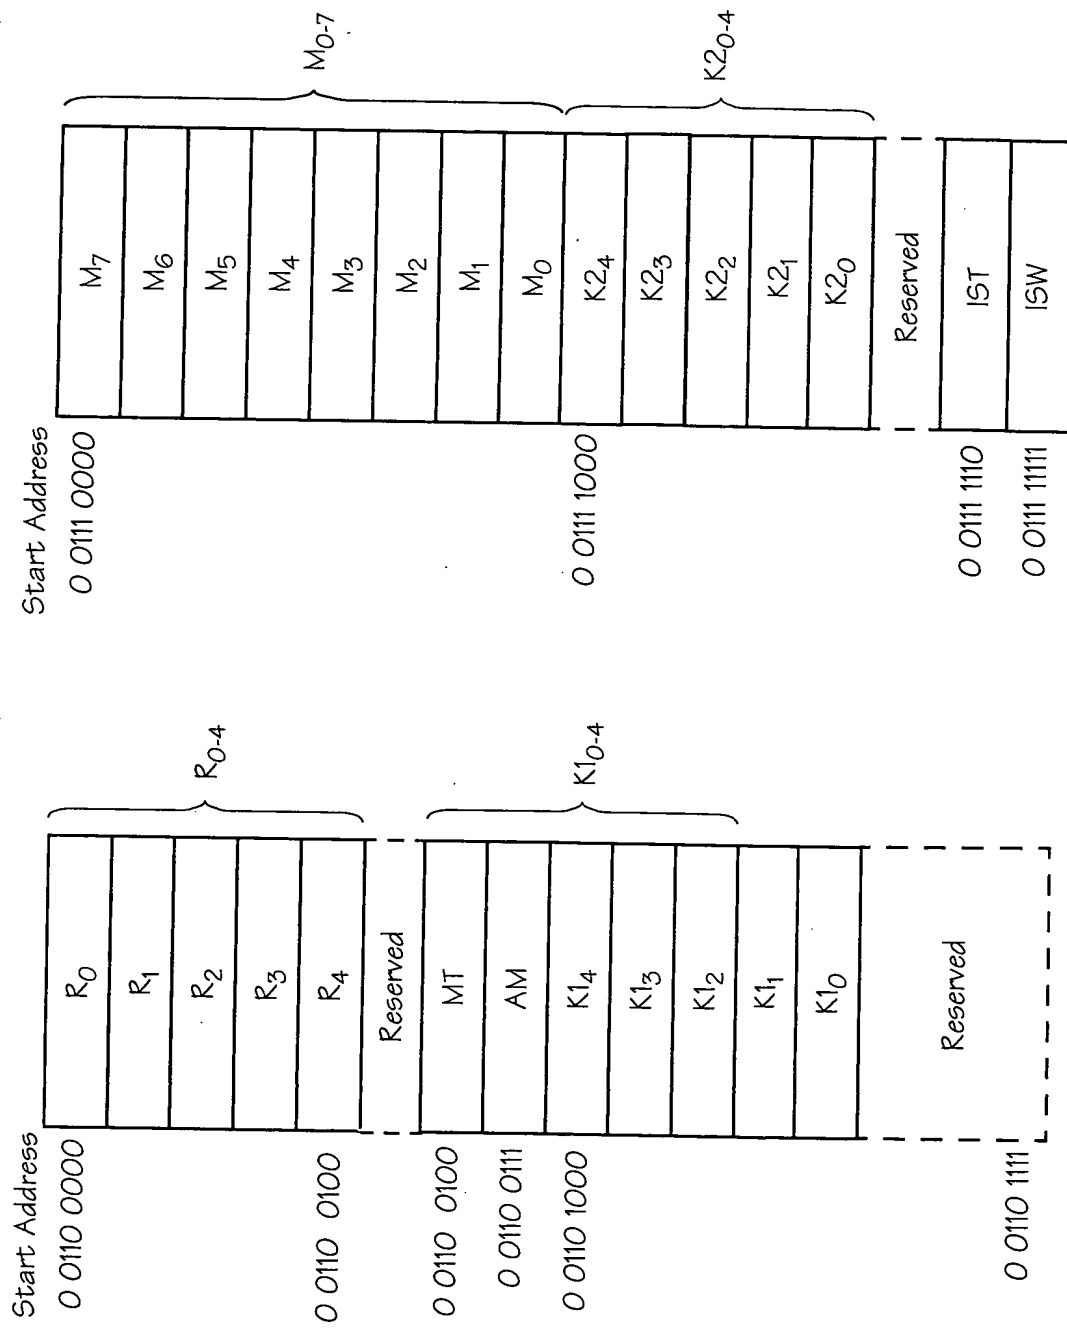 Start Address
0 0110 0000 R0
R1
R2
R3
0 0110 0100 R4
R0-4
Reserved
0 0110 0100 MT
0 0110 0111 AM
0 0110 1000 K14
K13
K12
K11
K10
K10-4
Reserved
0 0110 1111
Start Address
0 0111 0000 M7
M6
M5
M4
M3
M2
M1
M0
M0-7
0 0111 1000 K24
K23
K22
K21
K20
K20-4
Reserved
0 0111 1110 IST
0 0111 11111 ISW